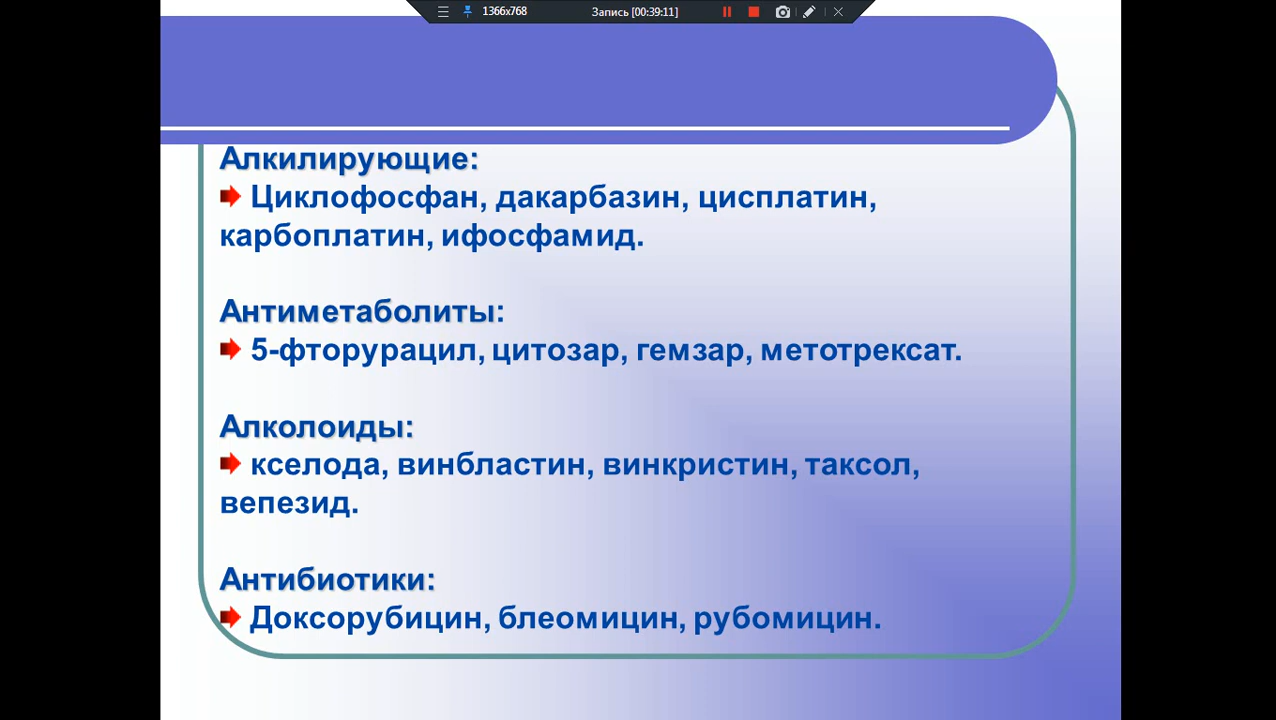 1366x768 Запись [00:39:11]
Алкилирующие:
Циклофосфан, дакарбазин, цисплатин,
карбоплатин, ифосфамид.
Антиметаболиты:
5-фторурацил, цитозар, гемзар, метотрексат.
Алколоиды:
кселода, винбластин, винкристин, таксол,
вепезид.
Антибиотики:
Доксорубицин, блеомицин, рубомицин.